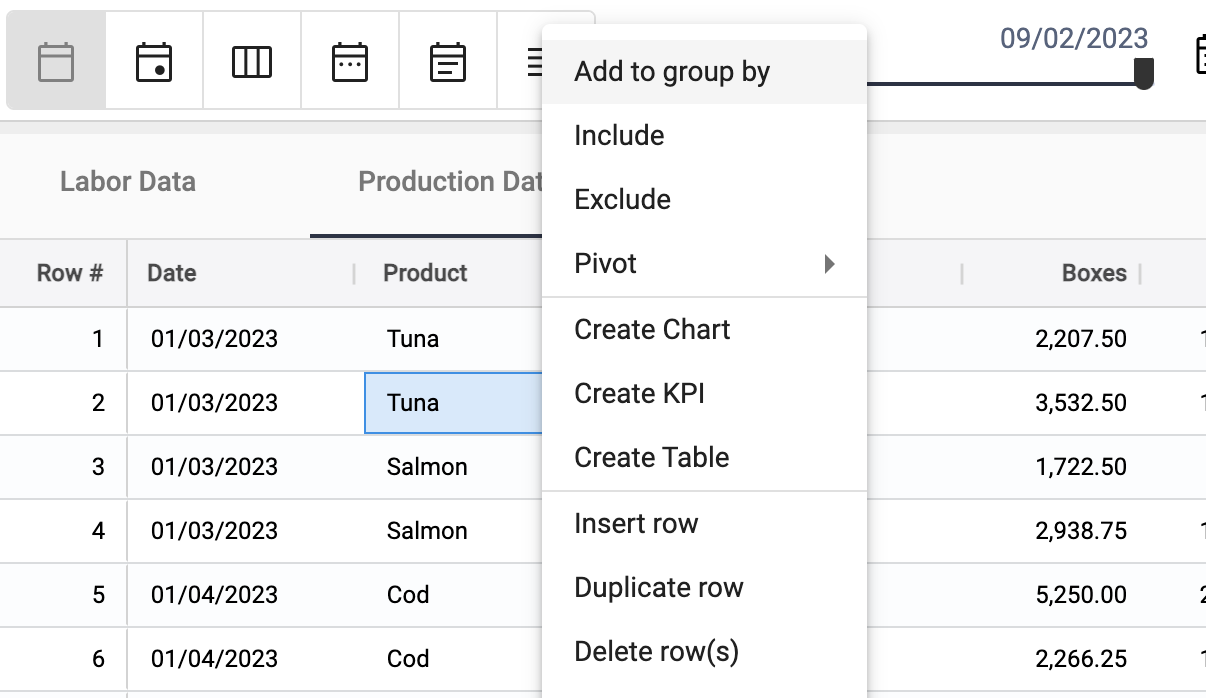 09/02/2023
Add to group by
Include
Exclude
Pivot
Create Chart
Create KPI
Create Table
Insert row
Duplicate row
Delete row(s)
Labor Data
Production Dat
Row # Date Product Boxes
1 01/03/2023 Tuna 2,207.50
2 01/03/2023 Tuna 3,532.50
3 01/03/2023 Salmon 1,722.50
4 01/03/2023 Salmon 2,938.75
5 01/04/2023 Cod 5,250.00
6 01/04/2023 Cod 2,266.25